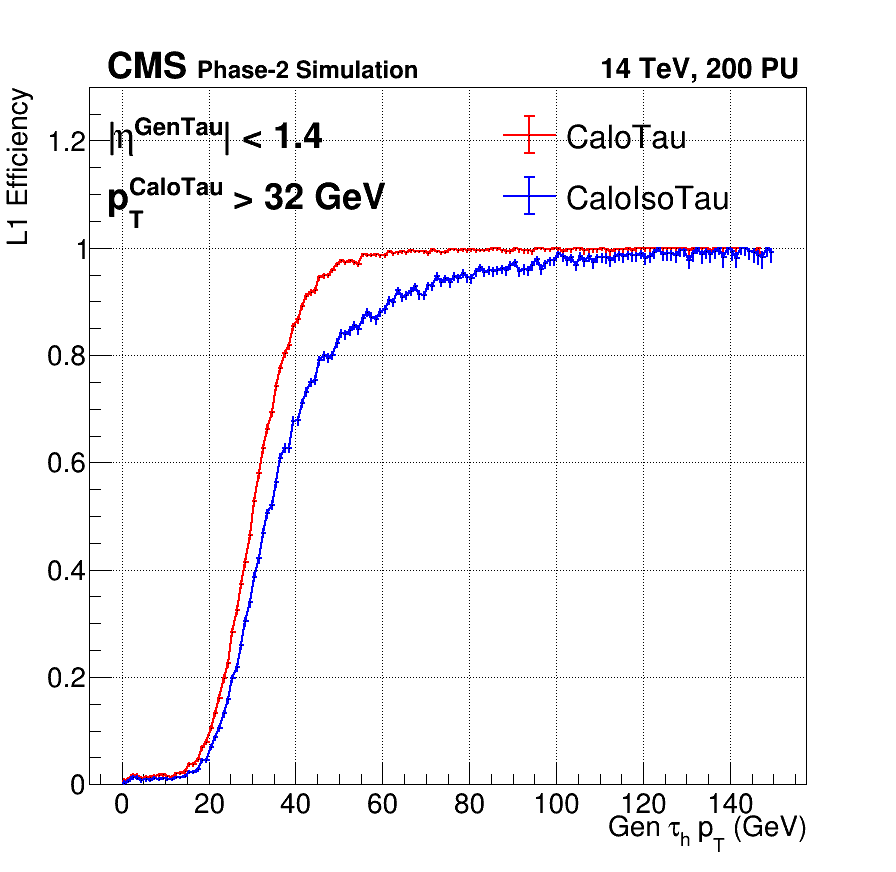 CMS Phase-2 Simulation 14 TeV, 200 PU
L1 Efficiency
|η^GenTau| < 1.4
p_T^CaloTau > 32 GeV
CaloTau
CaloIsoTau
1.2
1
0.8
0.6
0.4
0.2
0
0 20 40 60 80 100 120 140
Gen τ_h p_T (GeV)